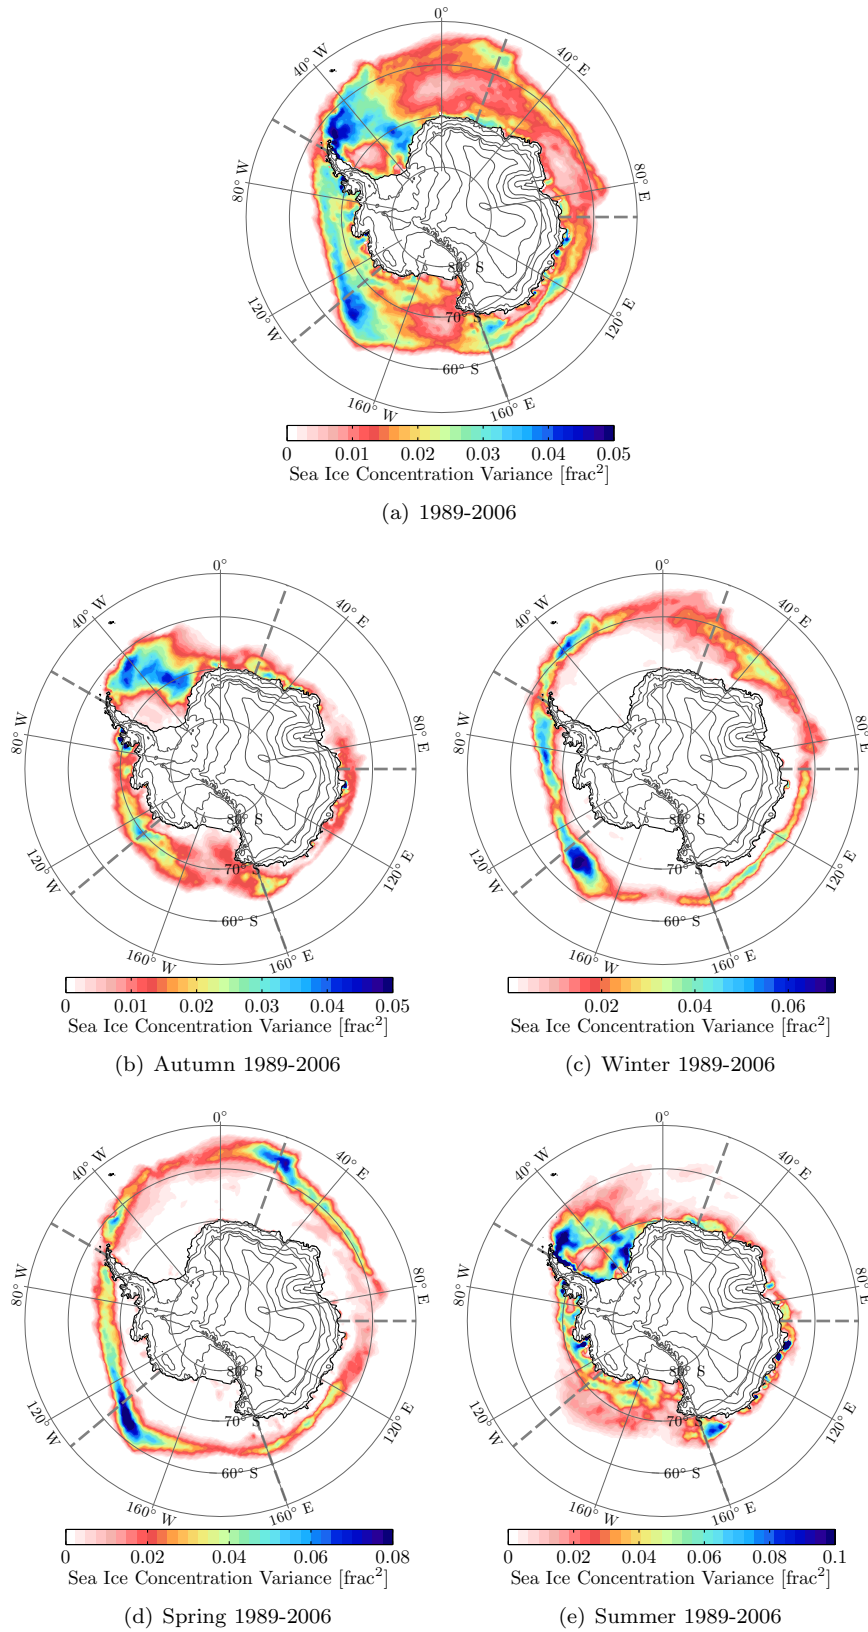 0°
40° W
40° E
80° W
80° E
120° W
120° E
160° W
160° E
80° S
70° S
60° S
0 0.01 0.02 0.03 0.04 0.05
Sea Ice Concentration Variance [frac²]
(a) 1989-2006
0°
40° W
40° E
80° W
80° E
120° W
120° E
160° W
160° E
80° S
70° S
60° S
0 0.01 0.02 0.03 0.04 0.05
Sea Ice Concentration Variance [frac²]
(b) Autumn 1989-2006
0°
40° W
40° E
80° W
80° E
120° W
120° E
160° W
160° E
80° S
70° S
60° S
0.02 0.04 0.06
Sea Ice Concentration Variance [frac²]
(c) Winter 1989-2006
0°
40° W
40° E
80° W
80° E
120° W
120° E
160° W
160° E
80° S
70° S
60° S
0 0.02 0.04 0.06 0.08
Sea Ice Concentration Variance [frac²]
(d) Spring 1989-2006
0°
40° W
40° E
80° W
80° E
120° W
120° E
160° W
160° E
80° S
70° S
60° S
0 0.02 0.04 0.06 0.08 0.1
Sea Ice Concentration Variance [frac²]
(e) Summer 1989-2006